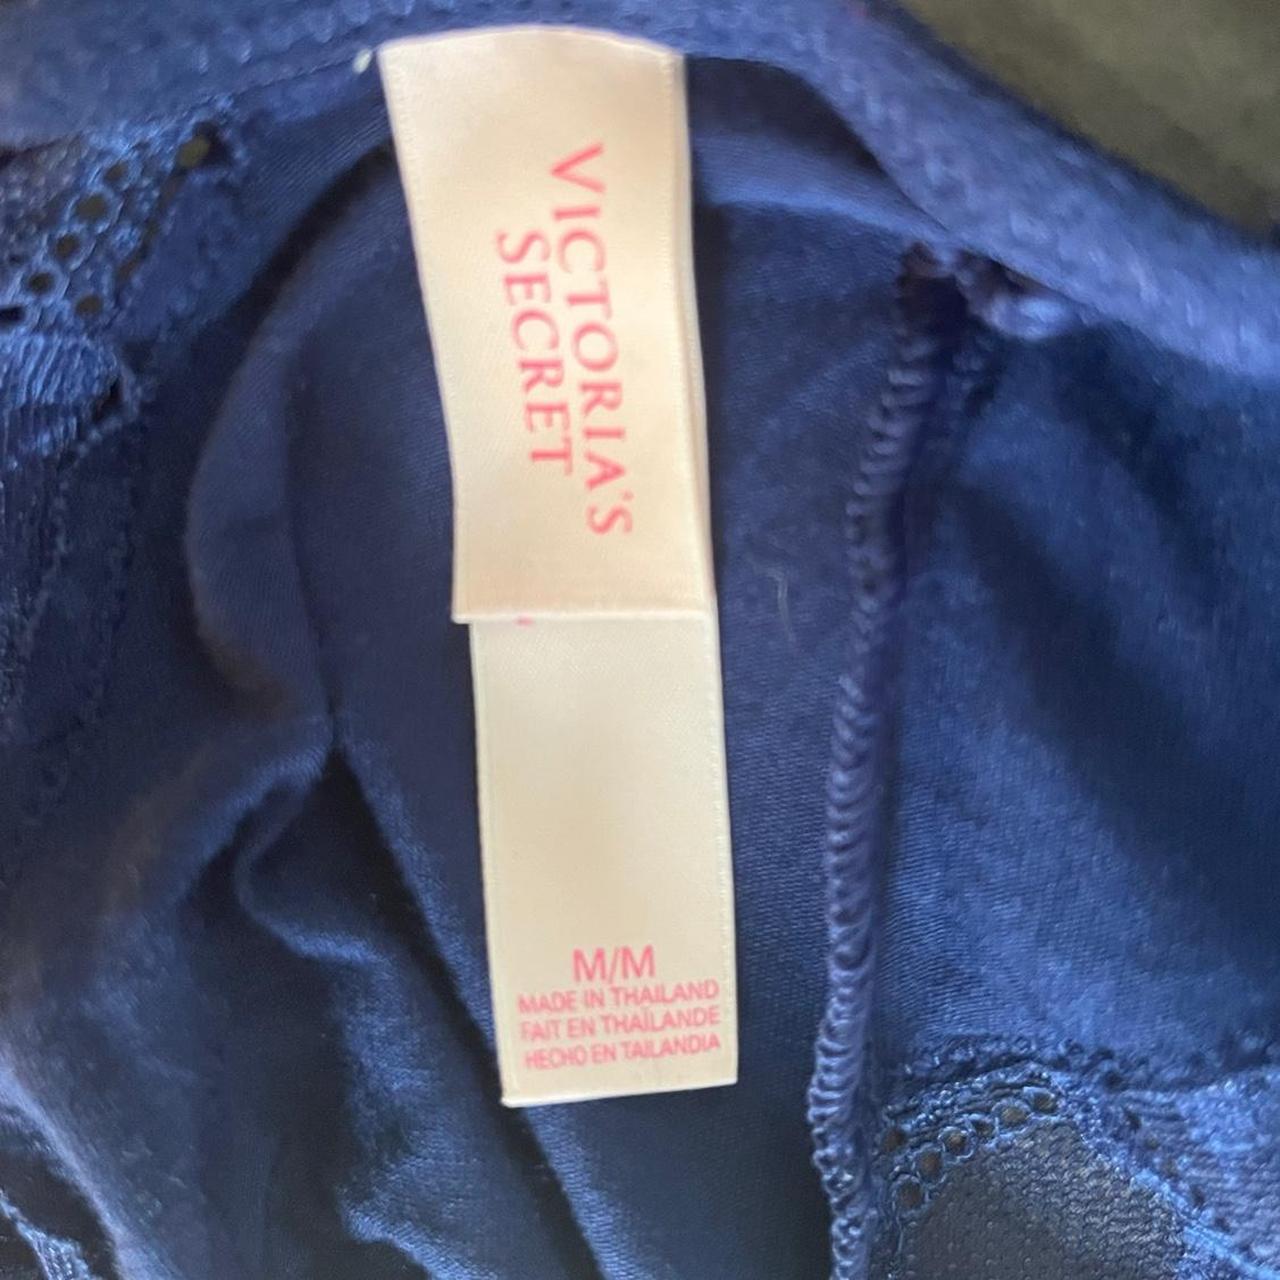 VICTORIA'S
SECRET
M/M
MADE IN THAILAND
FAIT EN THAÏLANDE
HECHO EN TAILANDIA